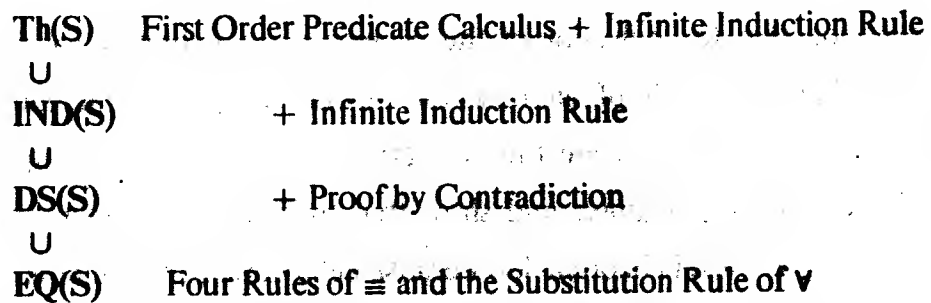 Th(S) First Order Predicate Calculus + Infinite Induction Rule
∪
IND(S) + Infinite Induction Rule
∪
DS(S) + Proof by Contradiction
∪
EQ(S) Four Rules of ≡ and the Substitution Rule of ∀